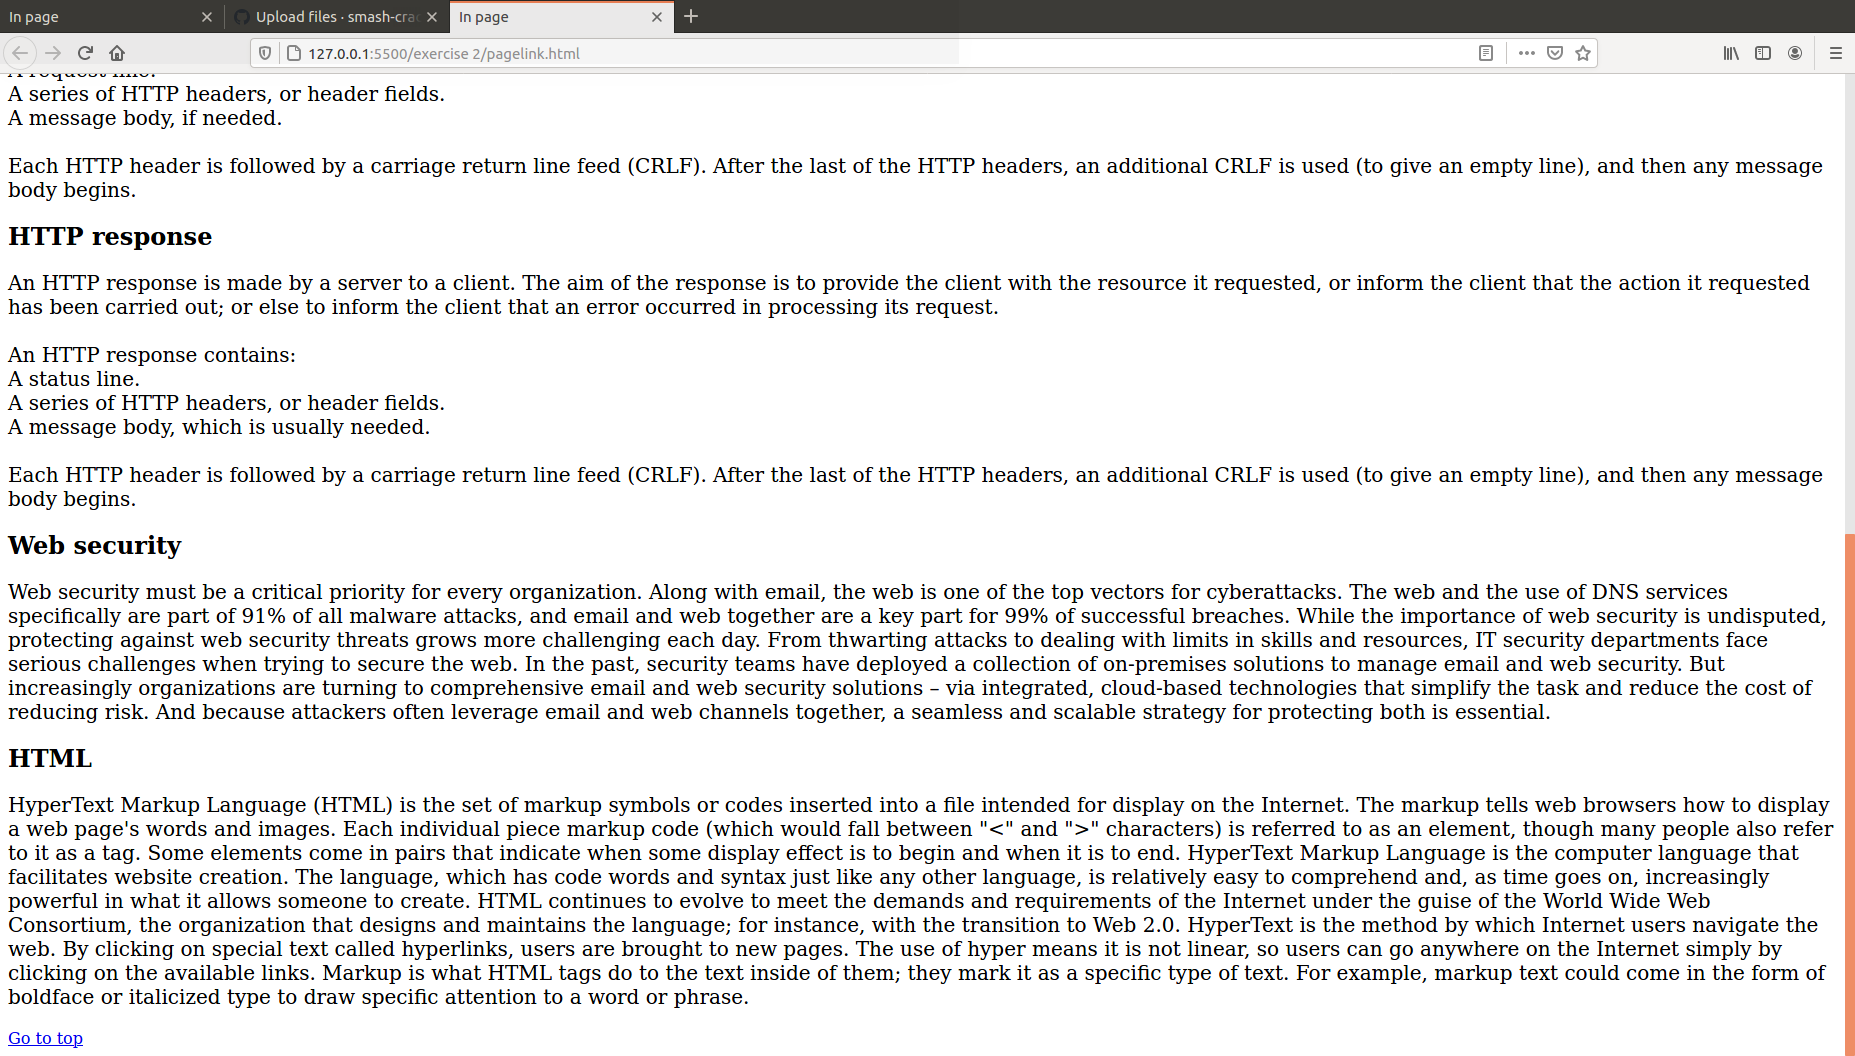 In page
Upload files · smash-crac
In page
127.0.0.1:5500/exercise 2/pagelink.html
A request line.
A series of HTTP headers, or header fields.
A message body, if needed.
Each HTTP header is followed by a carriage return line feed (CRLF). After the last of the HTTP headers, an additional CRLF is used (to give an empty line), and then any message
body begins.
HTTP response
An HTTP response is made by a server to a client. The aim of the response is to provide the client with the resource it requested, or inform the client that the action it requested
has been carried out; or else to inform the client that an error occurred in processing its request.
An HTTP response contains:
A status line.
A series of HTTP headers, or header fields.
A message body, which is usually needed.
Each HTTP header is followed by a carriage return line feed (CRLF). After the last of the HTTP headers, an additional CRLF is used (to give an empty line), and then any message
body begins.
Web security
Web security must be a critical priority for every organization. Along with email, the web is one of the top vectors for cyberattacks. The web and the use of DNS services
specifically are part of 91% of all malware attacks, and email and web together are a key part for 99% of successful breaches. While the importance of web security is undisputed,
protecting against web security threats grows more challenging each day. From thwarting attacks to dealing with limits in skills and resources, IT security departments face
serious challenges when trying to secure the web. In the past, security teams have deployed a collection of on-premises solutions to manage email and web security. But
increasingly organizations are turning to comprehensive email and web security solutions – via integrated, cloud-based technologies that simplify the task and reduce the cost of
reducing risk. And because attackers often leverage email and web channels together, a seamless and scalable strategy for protecting both is essential.
HTML
HyperText Markup Language (HTML) is the set of markup symbols or codes inserted into a file intended for display on the Internet. The markup tells web browsers how to display
a web page's words and images. Each individual piece markup code (which would fall between "<" and ">" characters) is referred to as an element, though many people also refer
to it as a tag. Some elements come in pairs that indicate when some display effect is to begin and when it is to end. HyperText Markup Language is the computer language that
facilitates website creation. The language, which has code words and syntax just like any other language, is relatively easy to comprehend and, as time goes on, increasingly
powerful in what it allows someone to create. HTML continues to evolve to meet the demands and requirements of the Internet under the guise of the World Wide Web
Consortium, the organization that designs and maintains the language; for instance, with the transition to Web 2.0. HyperText is the method by which Internet users navigate the
web. By clicking on special text called hyperlinks, users are brought to new pages. The use of hyper means it is not linear, so users can go anywhere on the Internet simply by
clicking on the available links. Markup is what HTML tags do to the text inside of them; they mark it as a specific type of text. For example, markup text could come in the form of
boldface or italicized type to draw specific attention to a word or phrase.
Go to top